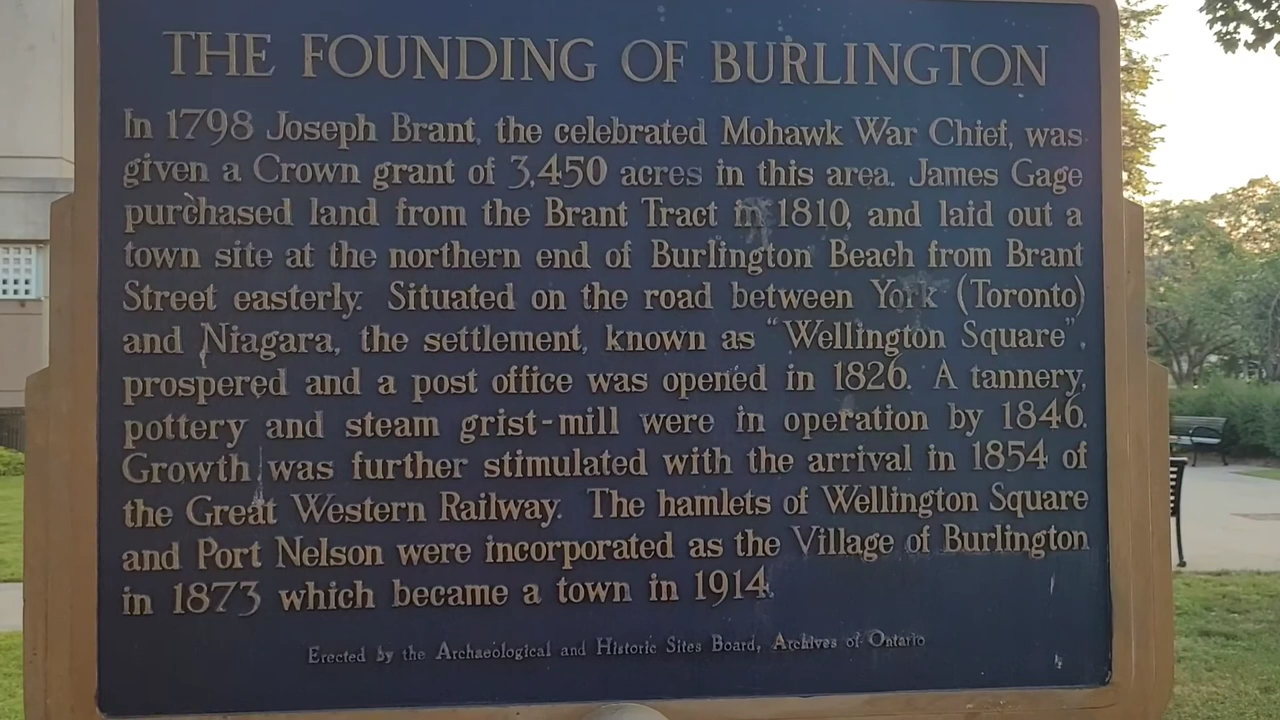 THE FOUNDING OF BURLINGTON
In 1798 Joseph Brant, the celebrated Mohawk War Chief, was
given a Crown grant of 3,450 acres in this area. James Gage
purchased land from the Brant Tract in 1810, and laid out a
town site at the northern end of Burlington Beach from Brant
Street easterly. Situated on the road between York (Toronto)
and Niagara, the settlement, known as "Wellington Square",
prospered and a post office was opened in 1826. A tannery,
pottery and steam grist-mill were in operation by 1846.
Growth was further stimulated with the arrival in 1854 of
the Great Western Railway. The hamlets of Wellington Square
and Port Nelson were incorporated as the Village of Burlington
in 1873 which became a town in 1914.
Erected by the Archaeological and Historic Sites Board, Archives of Ontario